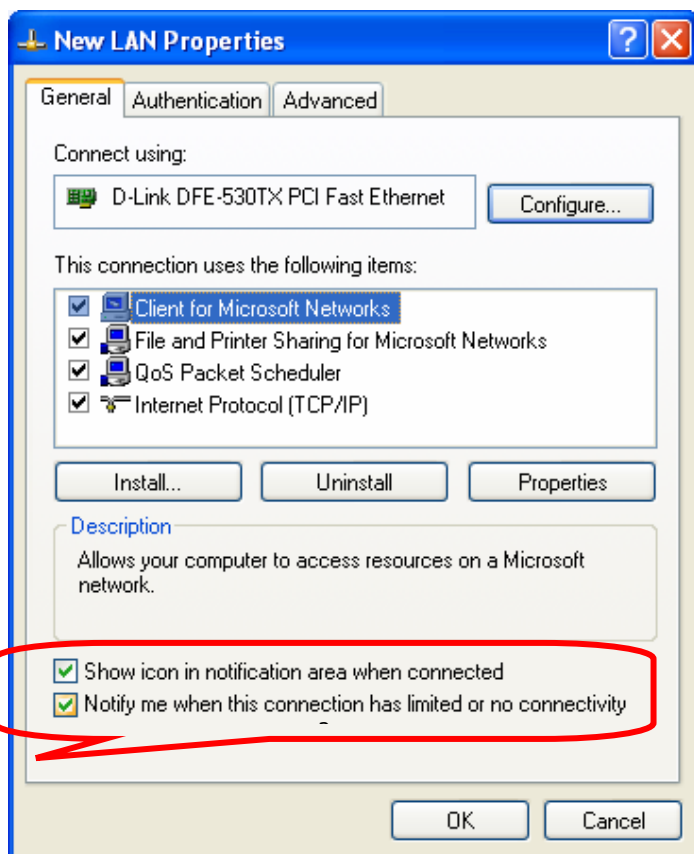 New LAN Properties
General Authentication Advanced
Connect using:
D-Link DFE-530TX PCI Fast Ethernet
Configure...
This connection uses the following items:
Client for Microsoft Networks
File and Printer Sharing for Microsoft Networks
QoS Packet Scheduler
Internet Protocol (TCP/IP)
Install... Uninstall Properties
Description
Allows your computer to access resources on a Microsoft
network.
Show icon in notification area when connected
Notify me when this connection has limited or no connectivity
OK Cancel